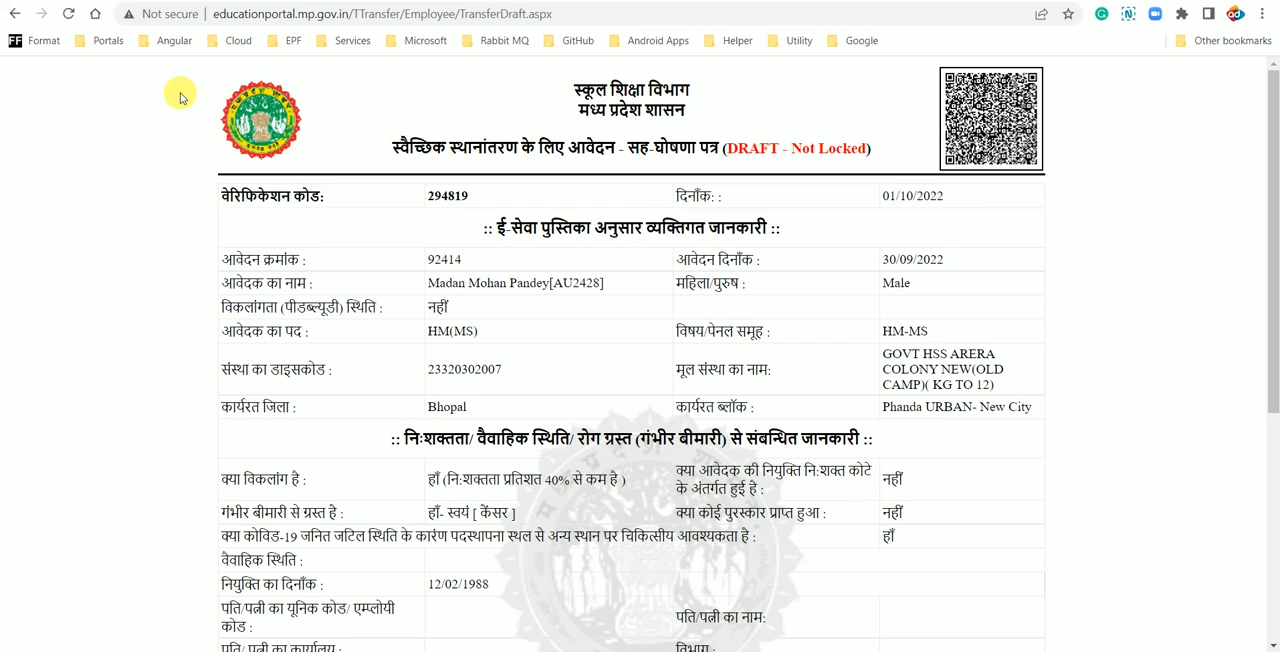 Not secure | educationportal.mp.gov.in/TTransfer/Employee/TransferDraft.aspx
FF Format Portals Angular Cloud EPF Services Microsoft Rabbit MQ GitHub Android Apps Helper Utility Google Other bookmarks
स्कूल शिक्षा विभाग
मध्य प्रदेश शासन
स्वैच्छिक स्थानांतरण के लिए आवेदन - सह-घोषणा पत्र (DRAFT - Not Locked)
वेरिफिकेशन कोड: 294819 दिनाँक: : 01/10/2022
:: ई-सेवा पुस्तिका अनुसार व्यक्तिगत जानकारी ::
आवेदन क्रमांक : 92414 आवेदन दिनाँक : 30/09/2022
आवेदक का नाम : Madan Mohan Pandey[AU2428] महिला/पुरुष : Male
विकलांगता (पीडब्ल्यूडी) स्थिति : नहीं
आवेदक का पद : HM(MS) विषय/पेनल समूह : HM-MS
संस्था का डाइसकोड : 23320302007 मूल संस्था का नाम: GOVT HSS ARERA
COLONY NEW(OLD
CAMP)( KG TO 12)
कार्यरत जिला : Bhopal कार्यरत ब्लॉक : Phanda URBAN- New City
:: नि:शक्तता/ वैवाहिक स्थिति/ रोग ग्रस्त (गंभीर बीमारी) से संबन्धित जानकारी ::
क्या विकलांग है : हाँ (नि:शक्तता प्रतिशत 40% से कम है ) क्या आवेदक की नियुक्ति नि:शक्त कोटे
के अंतर्गत हुई है : नहीं
गंभीर बीमारी से ग्रस्त है : हाँ- स्वयं [ कैंसर ] क्या कोई पुरस्कार प्राप्त हुआ : नहीं
क्या कोविड-19 जनित जटिल स्थिति के कारंण पदस्थापना स्थल से अन्य स्थान पर चिकित्सीय आवश्यकता है : हाँ
वैवाहिक स्थिति :
नियुक्ति का दिनाँक : 12/02/1988
पति/पत्नी का यूनिक कोड/ एम्प्लोयी
कोड : पति/पत्नी का नाम:
पति/ पत्नी का कार्यालय : विभाग :